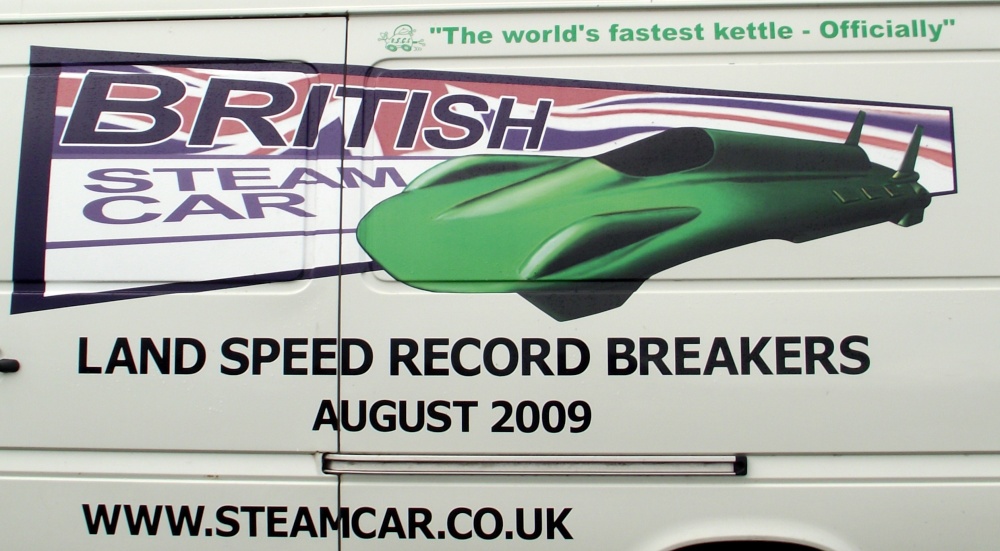 "The world's fastest kettle - Officially"
BRITISH
STEAM
CAR
LAND SPEED RECORD BREAKERS
AUGUST 2009
WWW.STEAMCAR.CO.UK